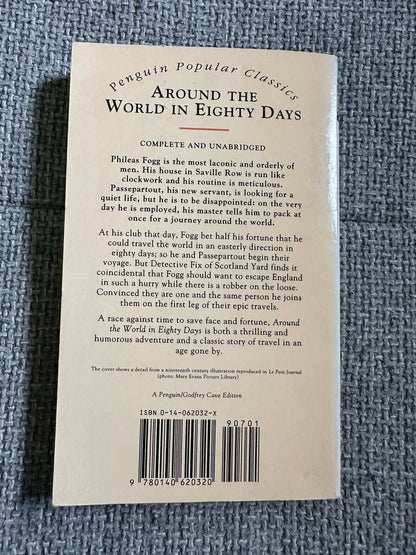 Penguin Popular Classics
AROUND THE
WORLD IN EIGHTY DAYS
COMPLETE AND UNABRIDGED
Phileas Fogg is the most laconic and orderly of
men. His house in Saville Row is run like
clockwork and his routine is meticulous.
Passepartout, his new servant, is looking for a
quiet life, but he is to be disappointed: on the very
day he is employed, his master tells him to pack at
once for a journey around the world.
At his club that day, Fogg bet half his fortune that he
could travel the world in an easterly direction in
eighty days; so he and Passepartout begin their
voyage. But Detective Fix of Scotland Yard finds it
coincidental that Fogg should want to escape England
in such a hurry while there is a robber on the loose.
Convinced they are one and the same person he joins
them on the first leg of their epic travels.
A race against time to save face and fortune, Around
the World in Eighty Days is both a thrilling and
humorous adventure and a classic story of travel in an
age gone by.
The cover shows a detail from a nineteenth century illustration reproduced in Le Petit Journal
(photo: Mary Evans Picture Library)
A Penguin/Godfrey Cave Edition
ISBN 0-14-062032-X
90701
9 780140 620320